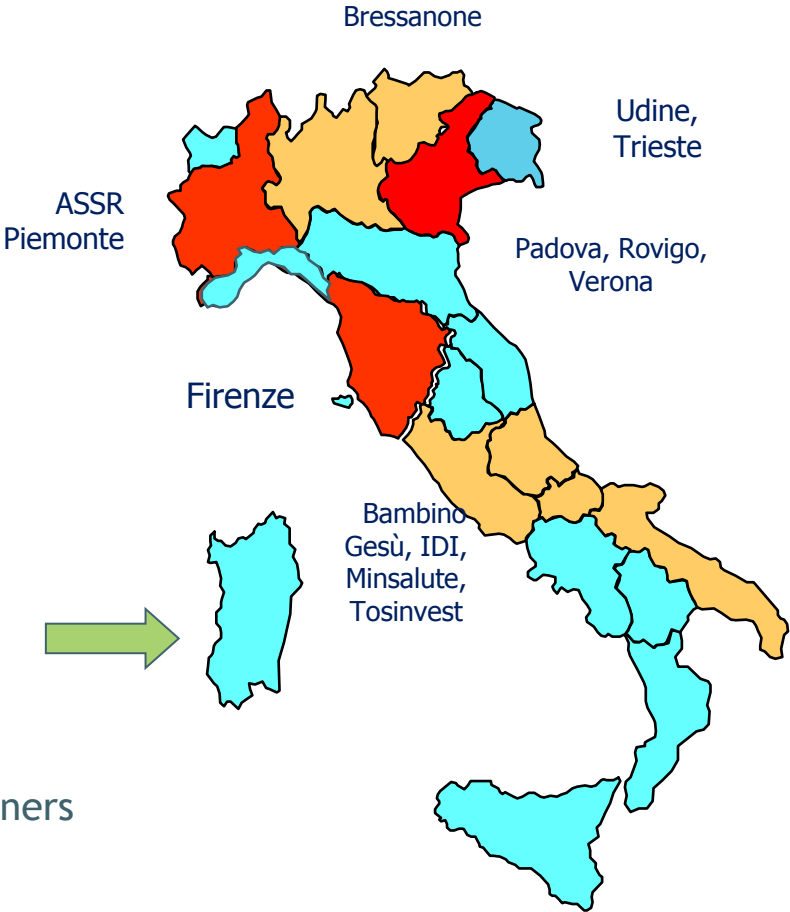 Bressanone
Udine,
Trieste
ASSR
Piemonte
Padova, Rovigo,
Verona
Firenze
Bambino
Gesù, IDI,
Minsalute,
Tosinvest
ners